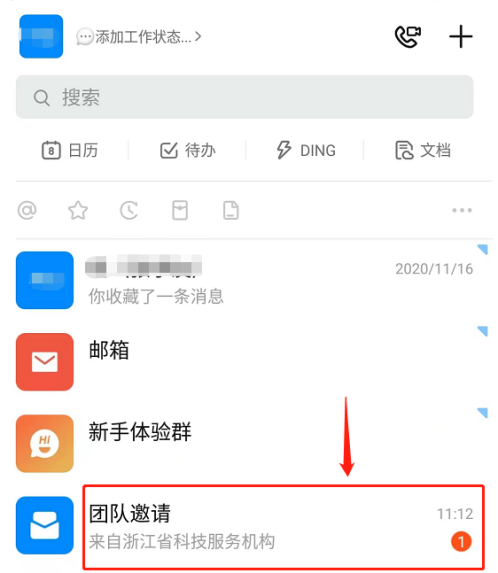 添加工作状态...
搜索
8 日历
待办
DING
文档
2020/11/16
你收藏了一条消息
邮箱
Hi
新手体验群
团队邀请
11:12
来自浙江省科技服务机构
1